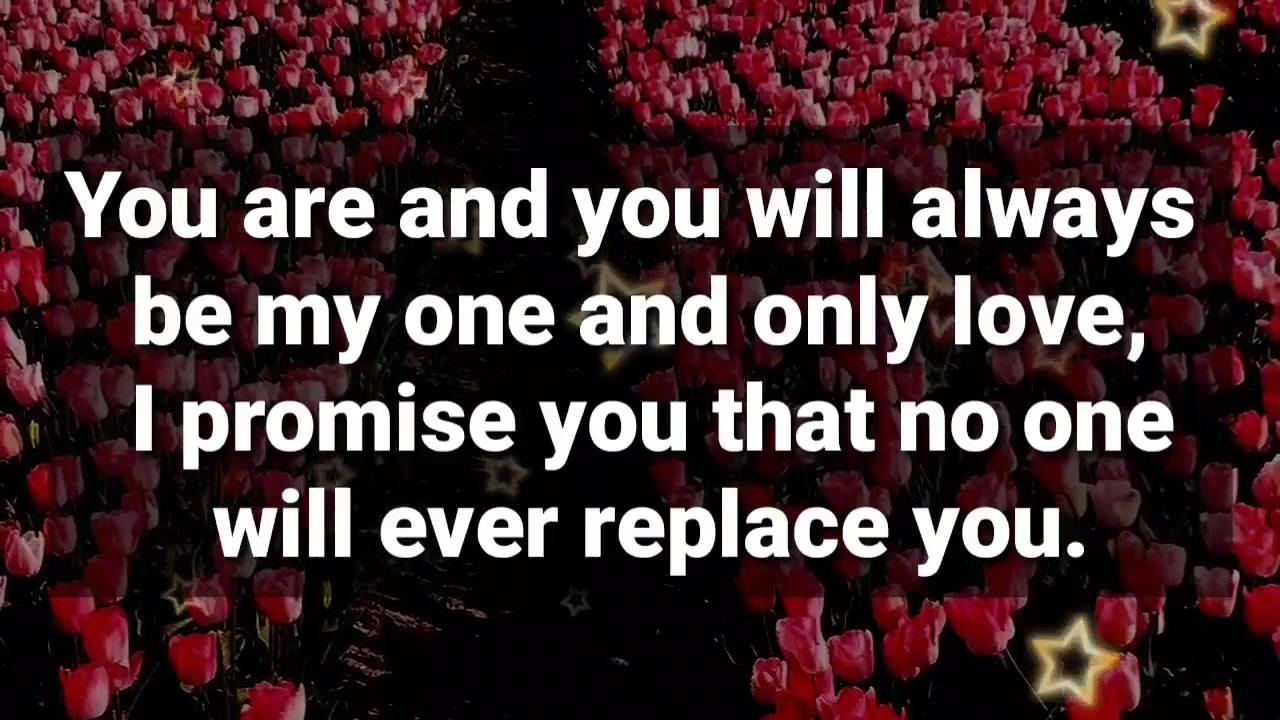 You are and you will always
be my one and only love,
I promise you that no one
will ever replace you.